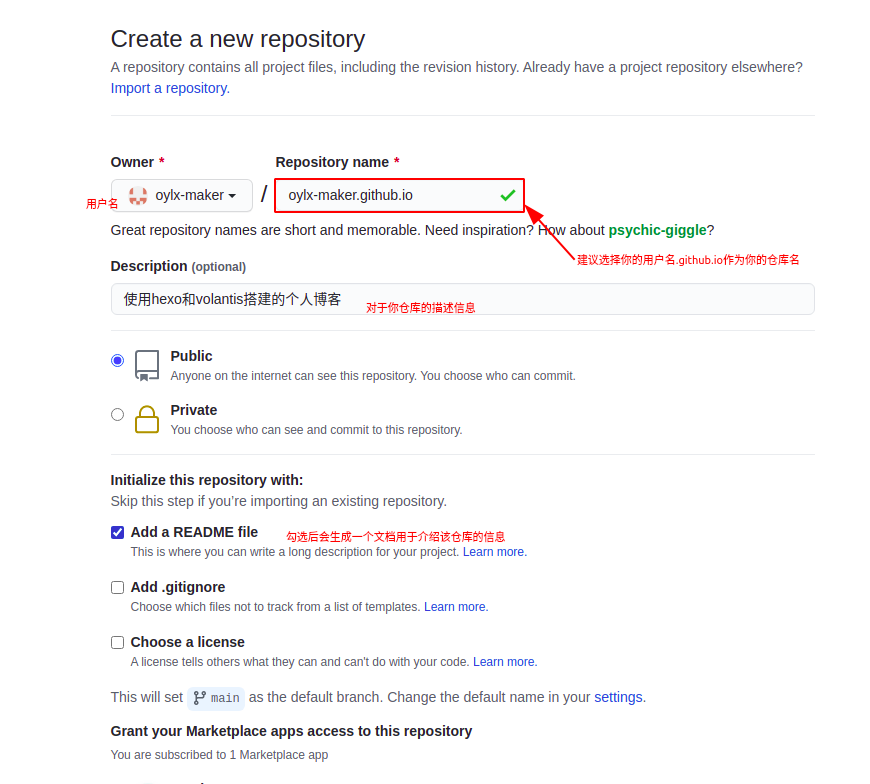 Create a new repository
A repository contains all project files, including the revision history. Already have a project repository elsewhere?
Import a repository.
Owner *
Repository name *
用户名
oylx-maker
/
oylx-maker.github.io
Great repository names are short and memorable. Need inspiration? How about psychic-giggle?
建议选择你的用户名.github.io作为你的仓库名
Description (optional)
使用hexo和volantis搭建的个人博客
对于你仓库的描述信息
Public
Anyone on the internet can see this repository. You choose who can commit.
Private
You choose who can see and commit to this repository.
Initialize this repository with:
Skip this step if you're importing an existing repository.
Add a README file
勾选后会生成一个文档用于介绍该仓库的信息
This is where you can write a long description for your project. Learn more.
Add .gitignore
Choose which files not to track from a list of templates. Learn more.
Choose a license
A license tells others what they can and can't do with your code. Learn more.
This will set main as the default branch. Change the default name in your settings.
Grant your Marketplace apps access to this repository
You are subscribed to 1 Marketplace app